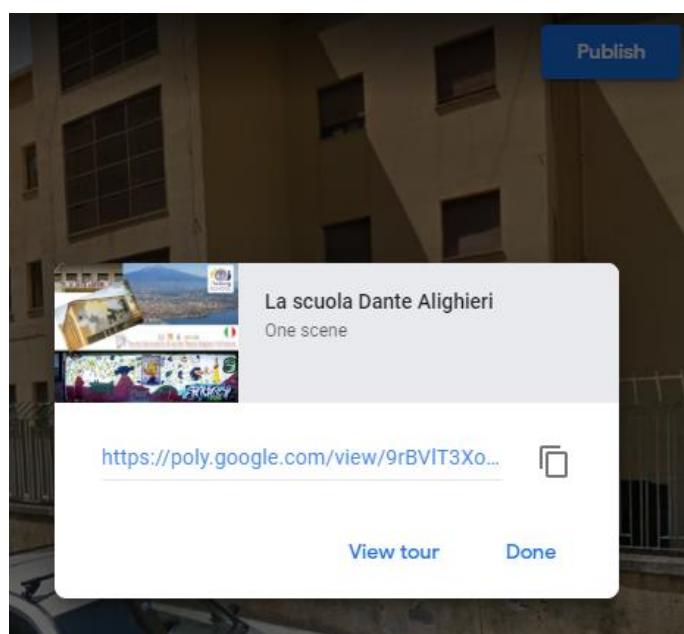 Publish
La scuola Dante Alighieri
One scene
https://poly.google.com/view/9rBVlT3Xo...
View tour
Done